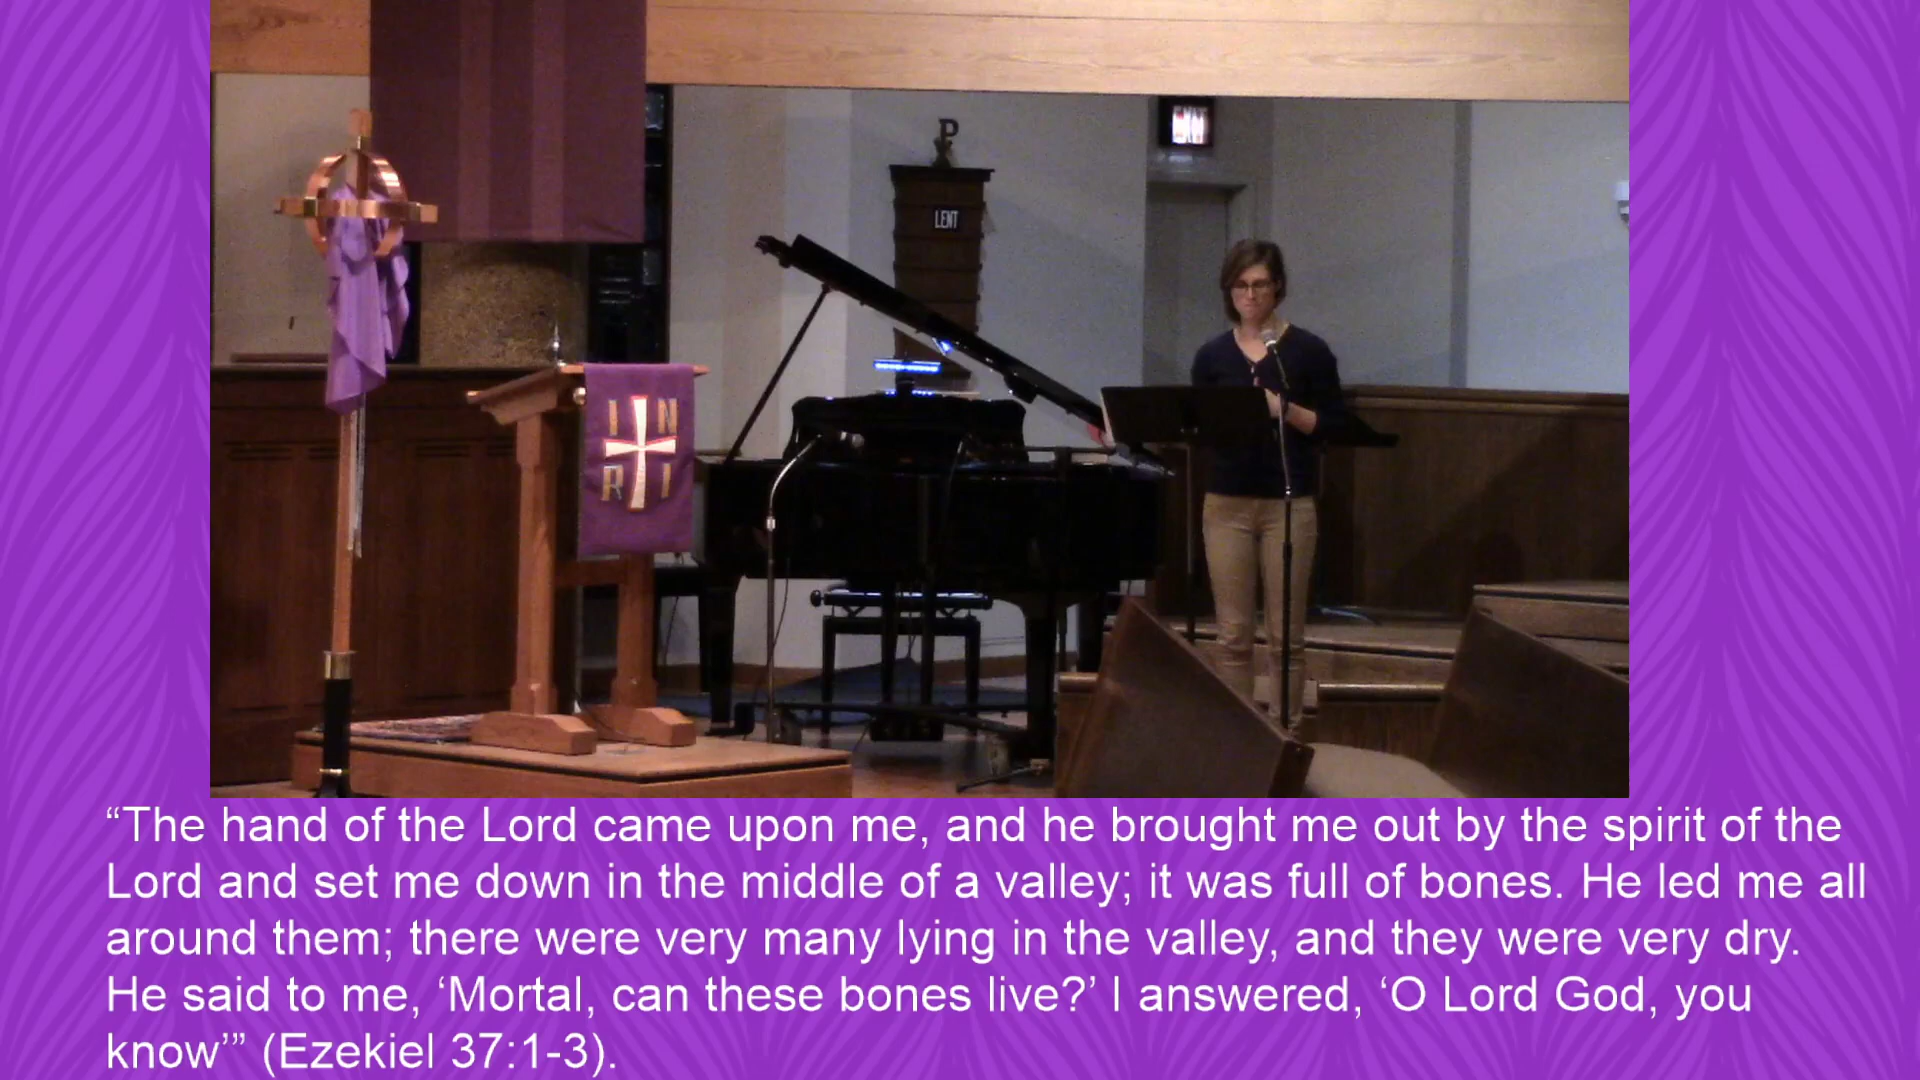 P
LENT
I N
R I
“The hand of the Lord came upon me, and he brought me out by the spirit of the
Lord and set me down in the middle of a valley; it was full of bones. He led me all
around them; there were very many lying in the valley, and they were very dry.
He said to me, ‘Mortal, can these bones live?’ I answered, ‘O Lord God, you
know’” (Ezekiel 37:1-3).